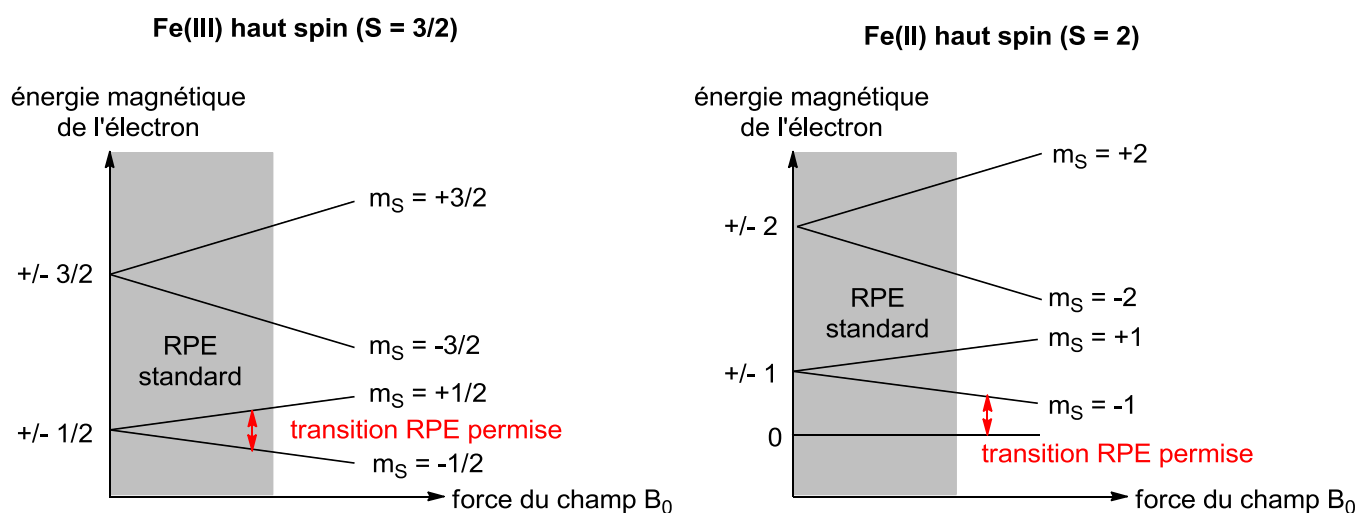 Fe(III) haut spin (S = 3/2)
énergie magnétique
de l'électron
m_S = +3/2
+/- 3/2
m_S = -3/2
RPE
standard
m_S = +1/2
+/- 1/2
transition RPE permise
m_S = -1/2
force du champ B_0
Fe(II) haut spin (S = 2)
énergie magnétique
de l'électron
m_S = +2
+/- 2
m_S = -2
RPE
standard
m_S = +1
+/- 1
m_S = -1
0
transition RPE permise
force du champ B_0